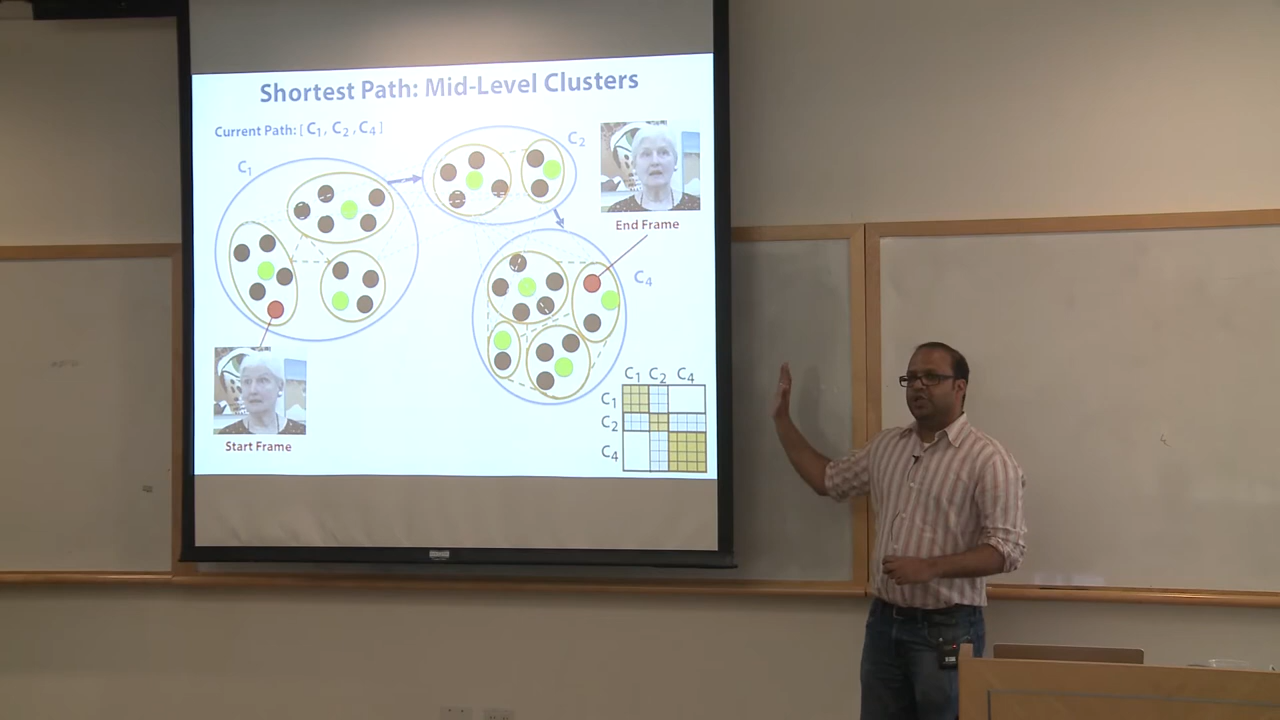 Shortest Path: Mid-Level Clusters
Current Path: [ C1, C2, C4 ]
C1
C2
C4
End Frame
Start Frame
C1 C2 C4
C1
C2
C4